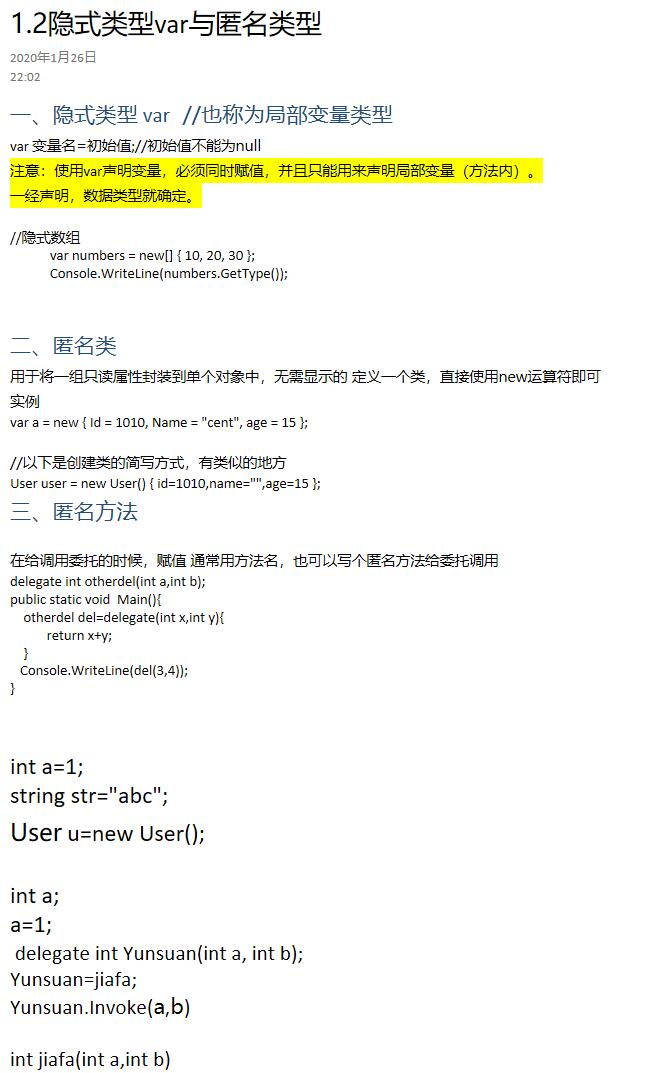 1.2隐式类型var与匿名类型
2020年1月26日
22:02
一、隐式类型 var  //也称为局部变量类型
var 变量名=初始值;//初始值不能为null
注意：使用var声明变量，必须同时赋值，并且只能用来声明局部变量（方法内）。
一经声明，数据类型就确定。
//隐式数组
var numbers = new[] { 10, 20, 30 };
Console.WriteLine(numbers.GetType());
二、匿名类
用于将一组只读属性封装到单个对象中，无需显示的 定义一个类，直接使用new运算符即可
实例
var a = new { Id = 1010, Name = "cent", age = 15 };
//以下是创建类的简写方式，有类似的地方
User user = new User() { id=1010,name="",age=15 };
三、匿名方法
在给调用委托的时候，赋值 通常用方法名，也可以写个匿名方法给委托调用
delegate int otherdel(int a,int b);
public static void  Main(){
otherdel del=delegate(int x,int y){
return x+y;
}
Console.WriteLine(del(3,4));
}
int a=1;
string str="abc";
User u=new User();
int a;
a=1;
delegate int Yunsuan(int a, int b);
Yunsuan=jiafa;
Yunsuan.Invoke(a,b)
int jiafa(int a,int b)